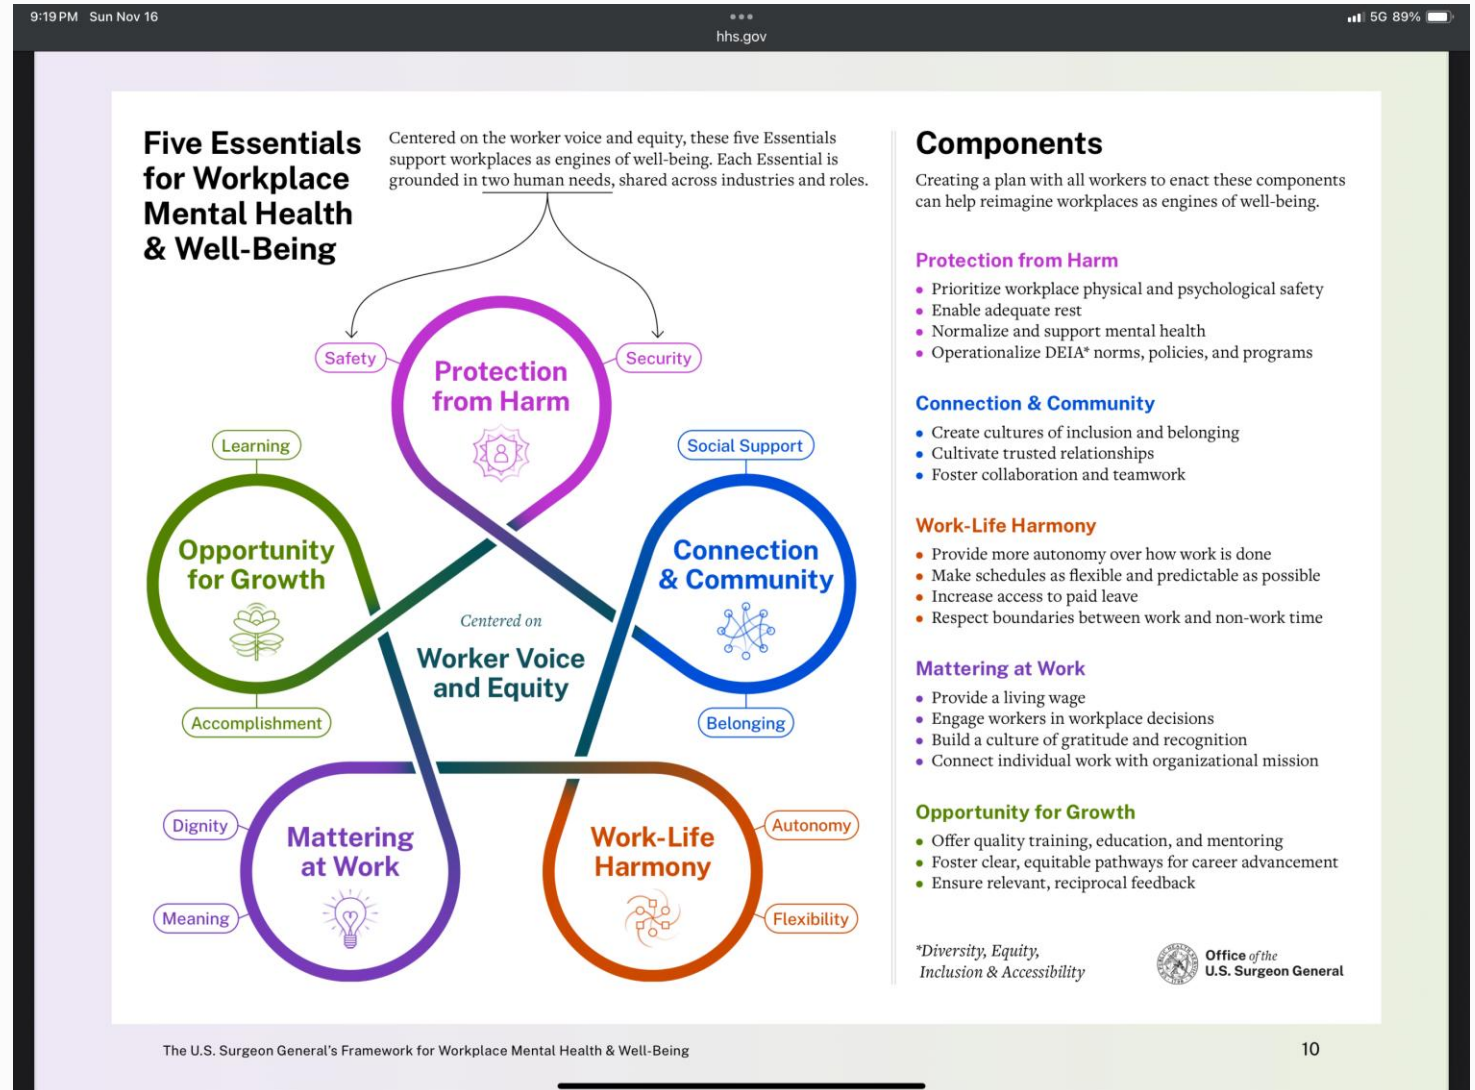 9:19 PM Sun Nov 16
5G 89%
hhs.gov
Five Essentials
for Workplace
Mental Health
& Well-Being
Centered on the worker voice and equity, these five Essentials
support workplaces as engines of well-being. Each Essential is
grounded in two human needs, shared across industries and roles.
Safety
Security
Protection
from Harm
Learning
Social Support
Opportunity
for Growth
Connection
& Community
Centered on
Worker Voice
and Equity
Accomplishment
Belonging
Dignity
Meaning
Mattering
at Work
Work-Life
Harmony
Autonomy
Flexibility
Components
Creating a plan with all workers to enact these components
can help reimagine workplaces as engines of well-being.
Protection from Harm
• Prioritize workplace physical and psychological safety
• Enable adequate rest
• Normalize and support mental health
• Operationalize DEIA* norms, policies, and programs
Connection & Community
• Create cultures of inclusion and belonging
• Cultivate trusted relationships
• Foster collaboration and teamwork
Work-Life Harmony
• Provide more autonomy over how work is done
• Make schedules as flexible and predictable as possible
• Increase access to paid leave
• Respect boundaries between work and non-work time
Mattering at Work
• Provide a living wage
• Engage workers in workplace decisions
• Build a culture of gratitude and recognition
• Connect individual work with organizational mission
Opportunity for Growth
• Offer quality training, education, and mentoring
• Foster clear, equitable pathways for career advancement
• Ensure relevant, reciprocal feedback
*Diversity, Equity,
Inclusion & Accessibility
Office of the
U.S. Surgeon General
The U.S. Surgeon General's Framework for Workplace Mental Health & Well-Being
10